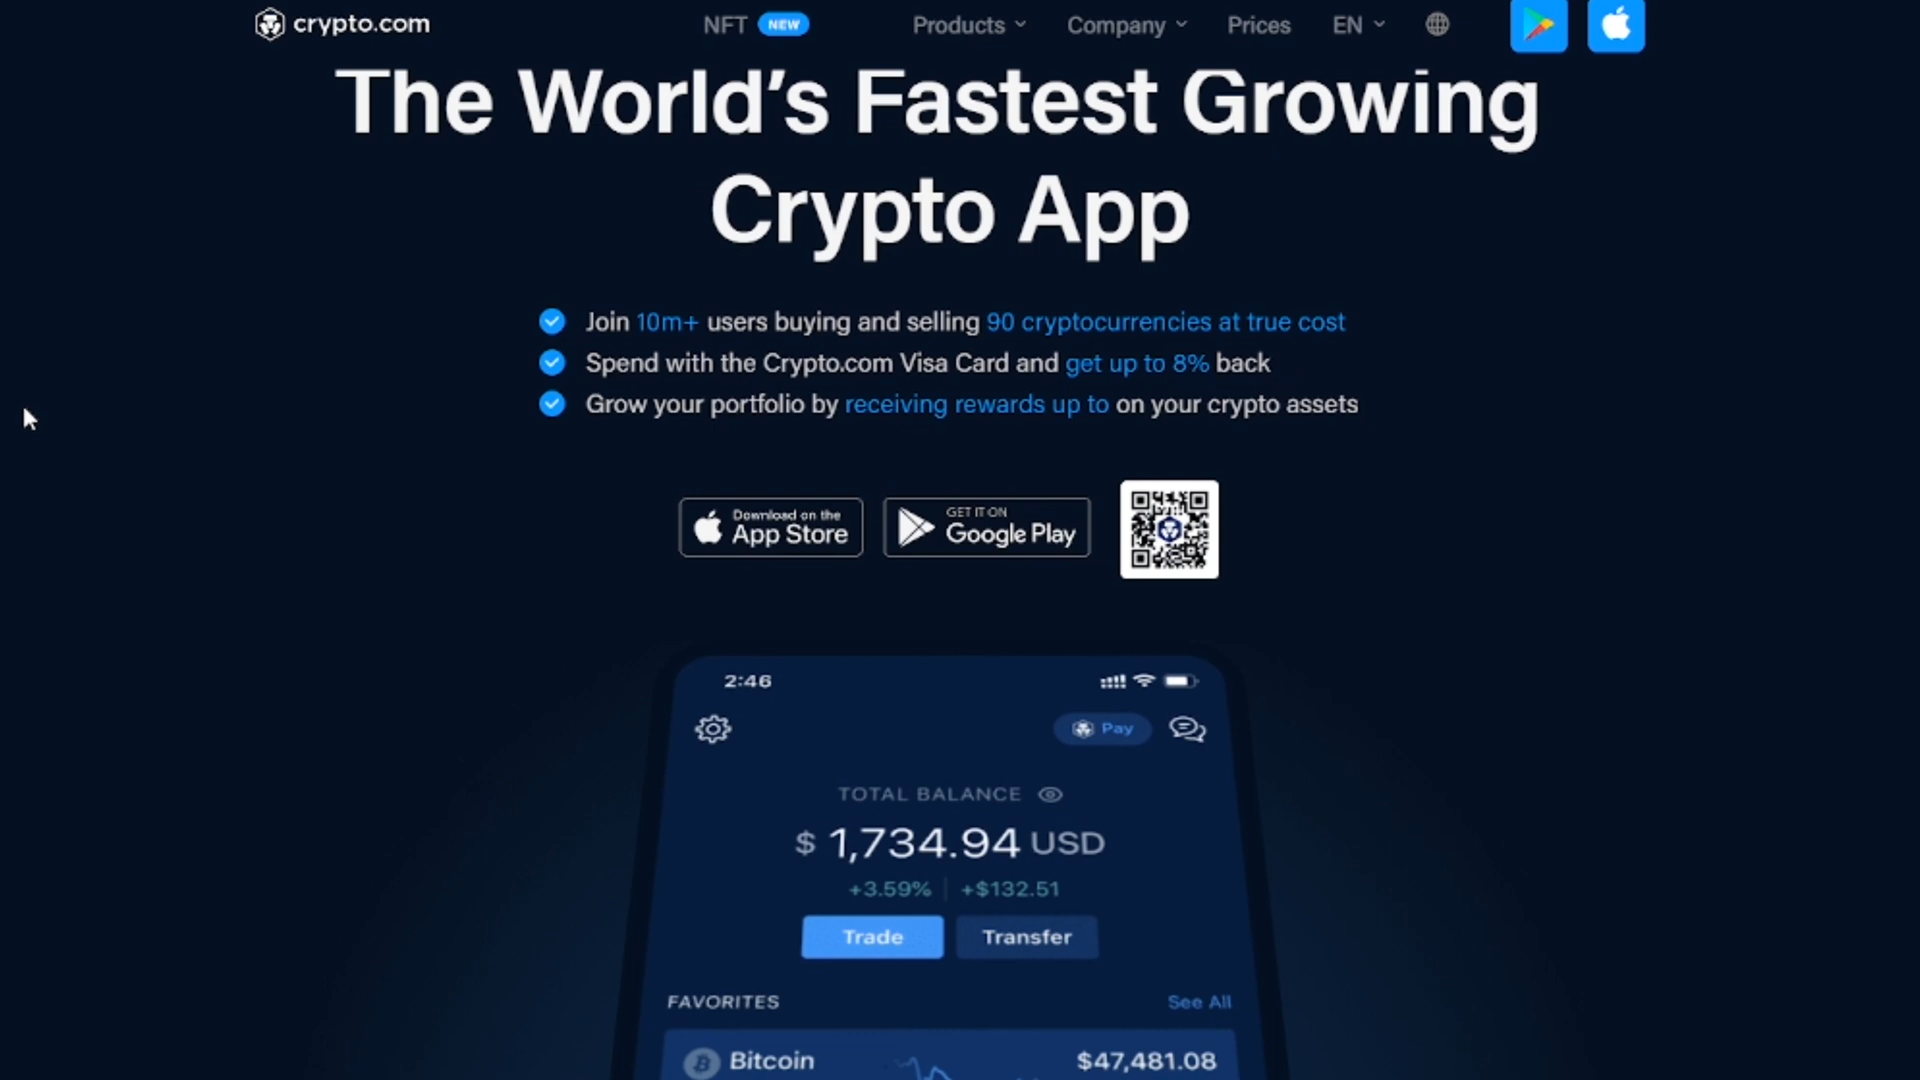 crypto.com
NFT NEW
Products
Company
Prices
EN
The World's Fastest Growing
Crypto App
Join 10m+ users buying and selling 90 cryptocurrencies at true cost
Spend with the Crypto.com Visa Card and get up to 8% back
Grow your portfolio by receiving rewards up to on your crypto assets
Download on the
App Store
GET IT ON
Google Play
2:46
Pay
TOTAL BALANCE
$ 1,734.94 USD
+3.59% +$132.51
Trade
Transfer
FAVORITES
See All
Bitcoin
$47,481.08